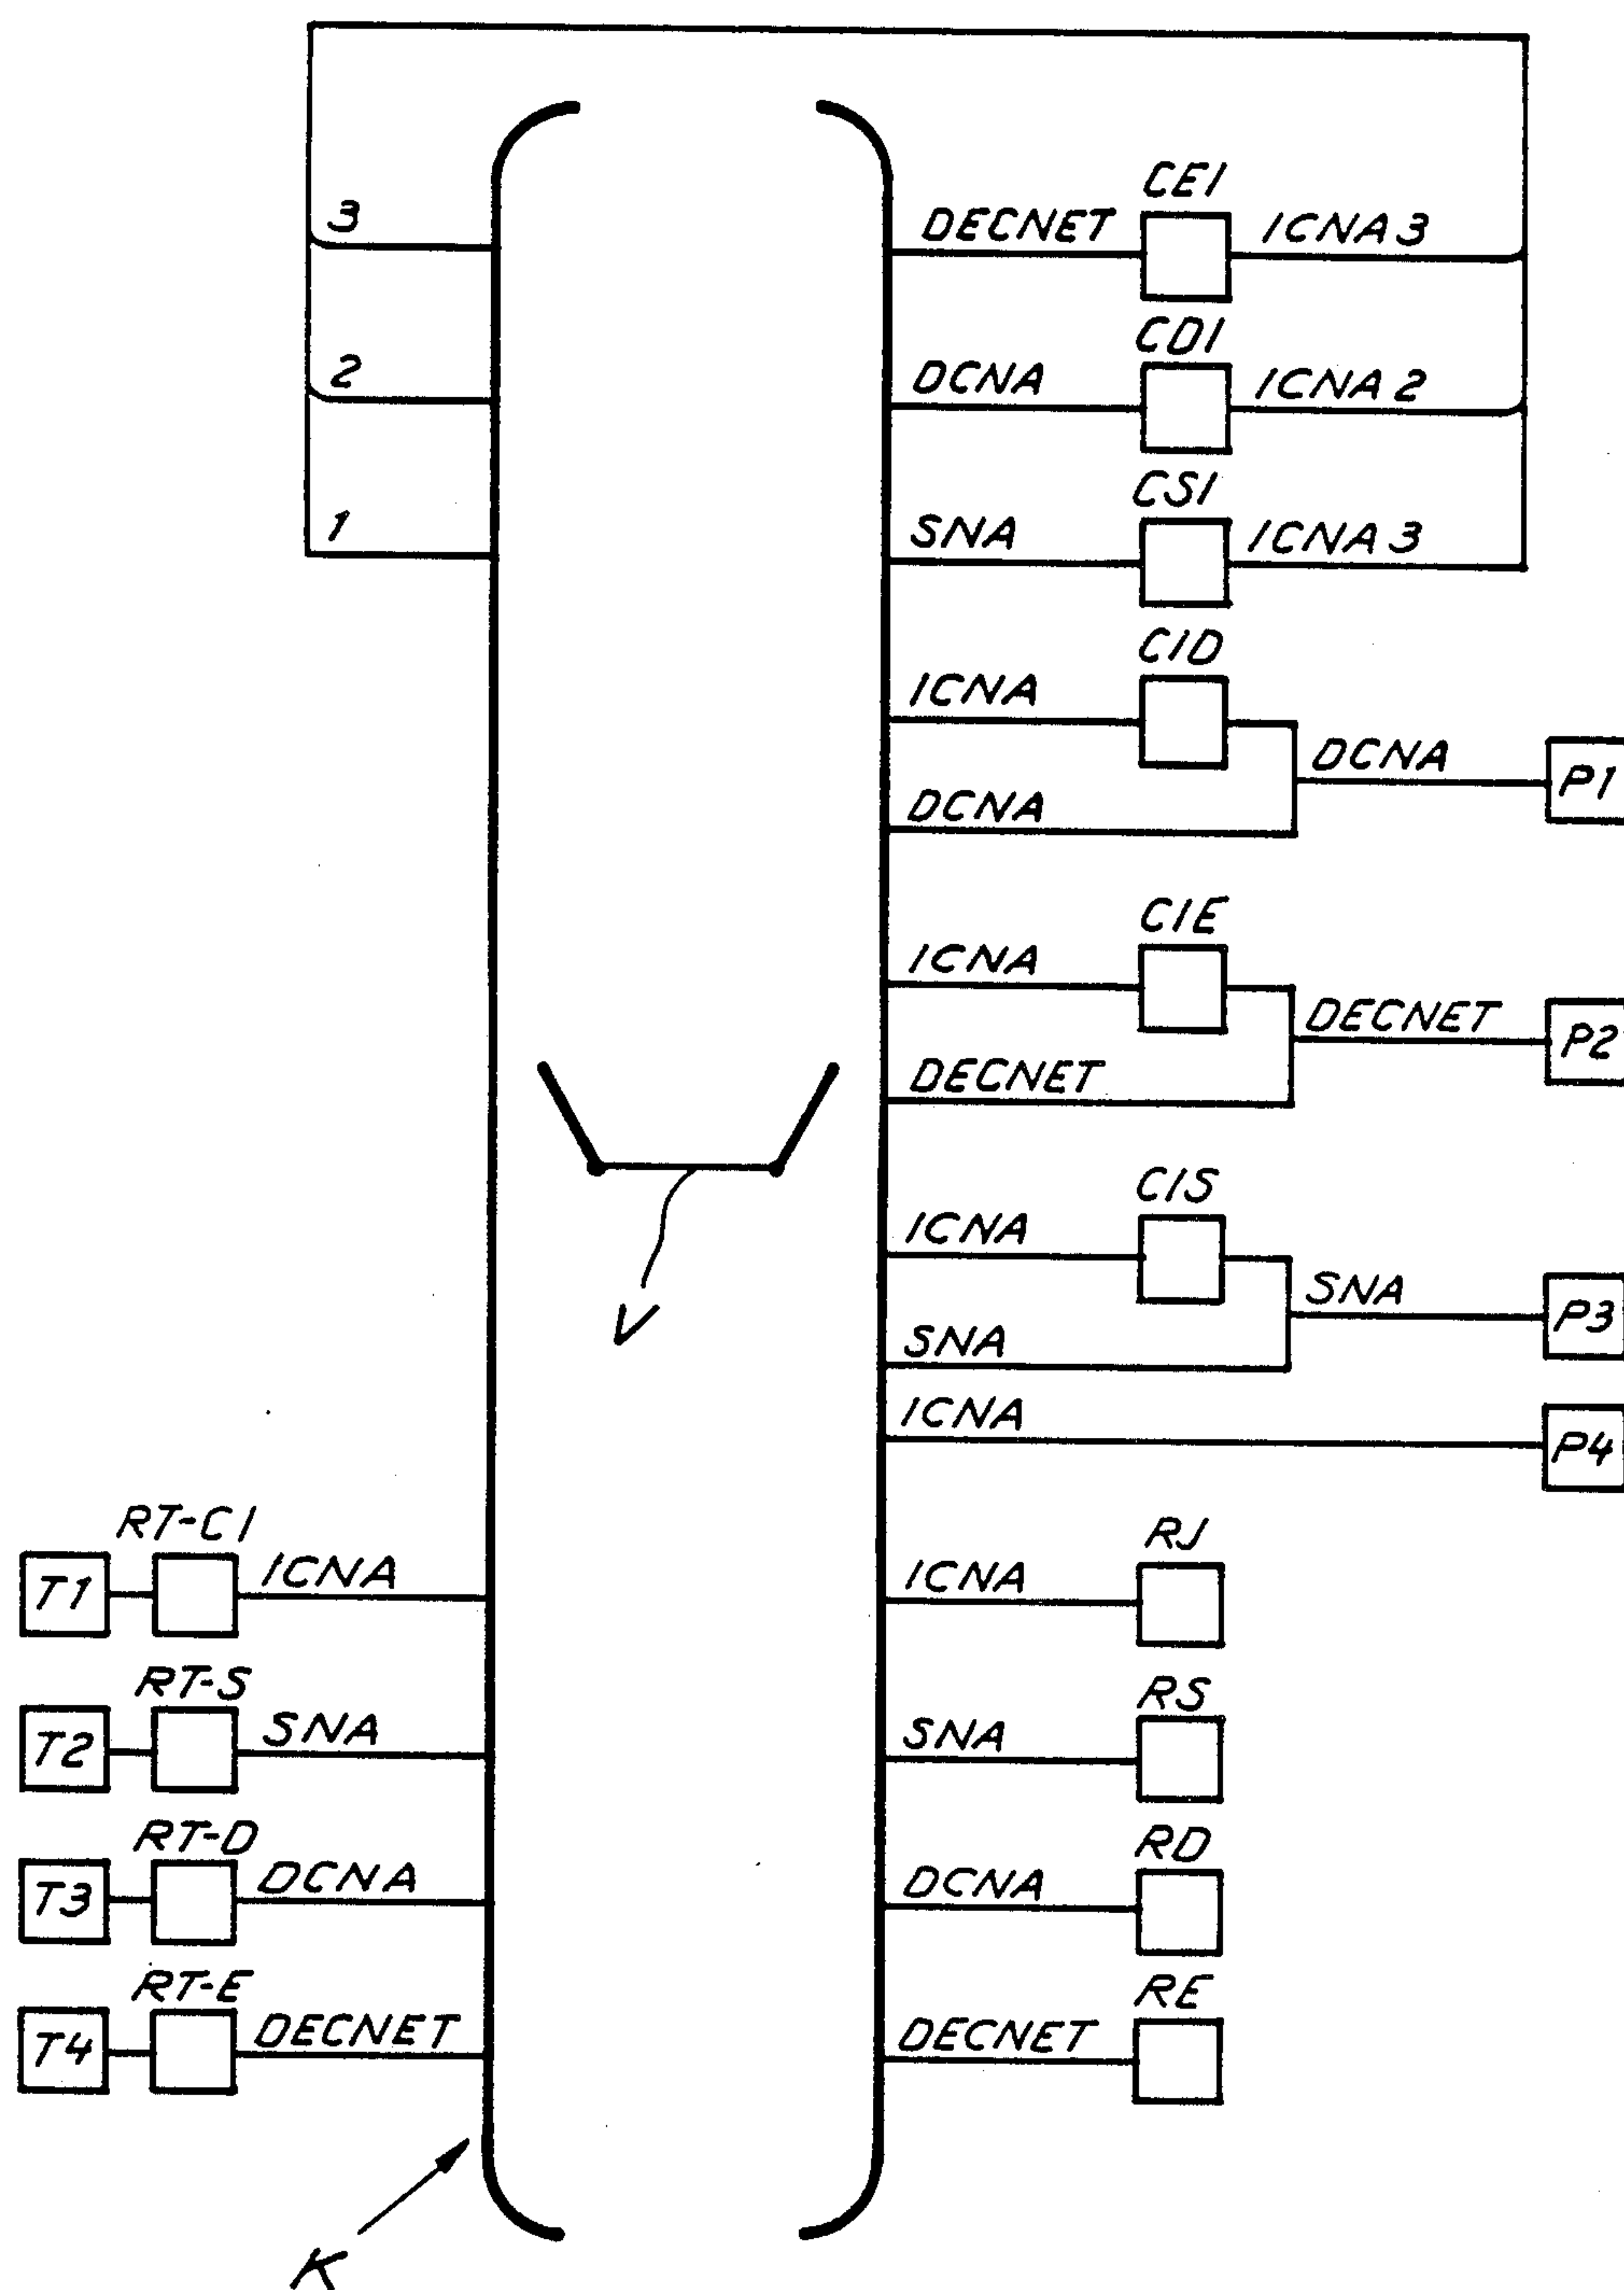 CEI
3
DECNET
ICNA 3
CDI
2
DCNA
ICNA 2
CSI
1
SNA
ICNA 3
CID
ICNA
DCNA
P1
DCNA
CIE
ICNA
DECNET
P2
DECNET
CIS
ICNA
SNA
P3
V
SNA
ICNA
P4
RT-CI
RJ
T1
ICNA
ICNA
RT-S
RS
T2
SNA
SNA
RT-D
RD
T3
DCNA
DCNA
RT-E
RE
T4
DECNET
DECNET
K